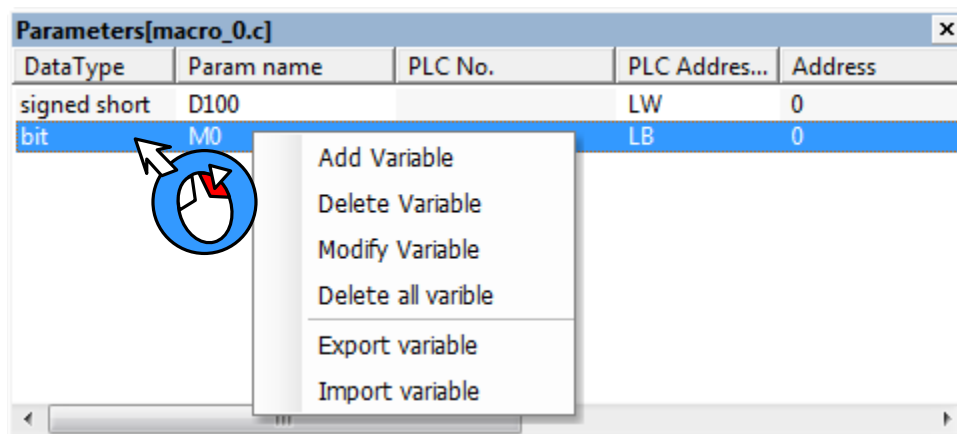 Parameters[macro_0.c]
DataType Param name PLC No. PLC Addres... Address
signed short D100 LW 0
bit M0 LB 0
Add Variable
Delete Variable
Modify Variable
Delete all varible
Export variable
Import variable